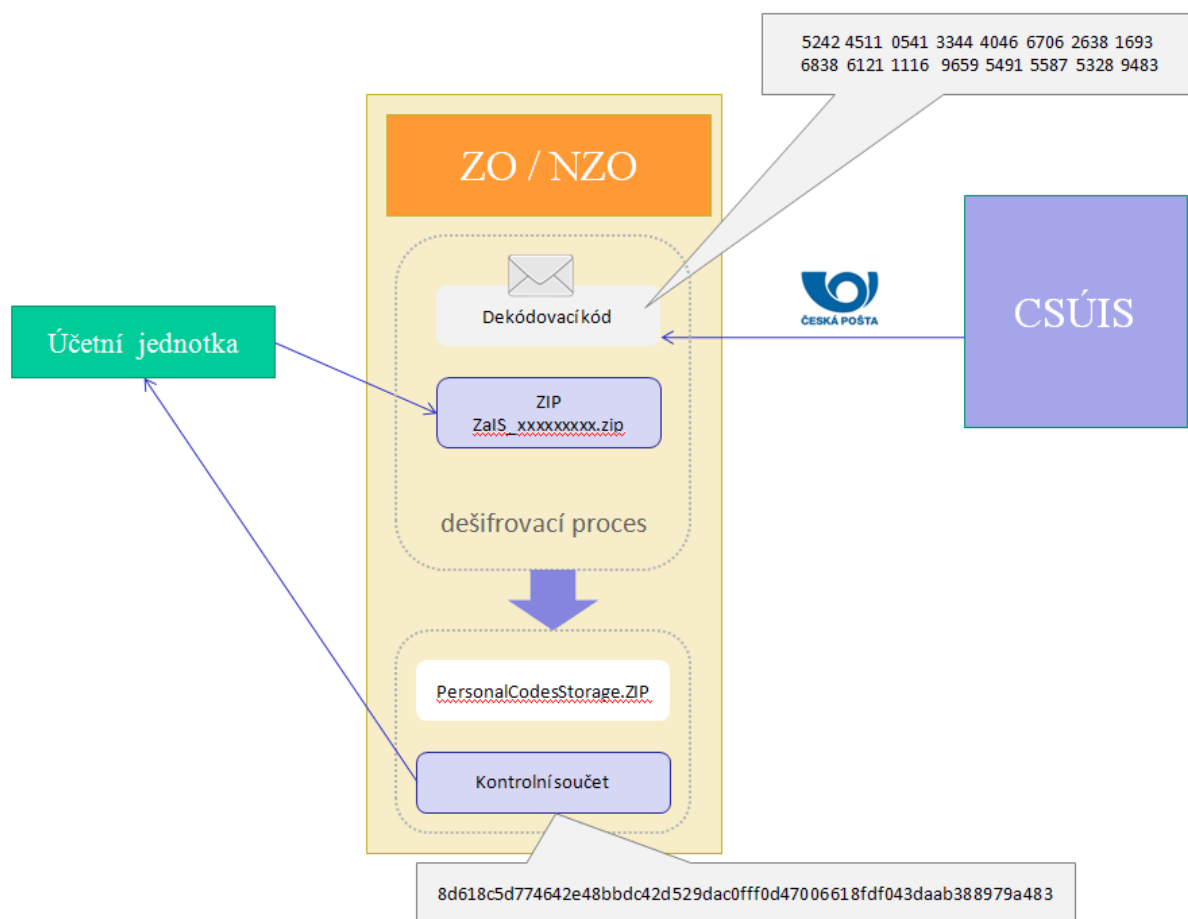 5242 4511 0541 3344 4046 6706 2638 1693
6838 6121 1116 9659 5491 5587 5328 9483
ZO / NZO
Dekódovací kód
ČESKÁ POŠTA
CSÚIS
Účetní jednotka
ZIP
ZaIS_xxxxxxxxx.zip
dešifrovací proces
PersonalCodesStorage.ZIP
Kontrolní součet
8d618c5d774642e48bbdc42d529dac0fff0d47006618fdf043daab388979a483